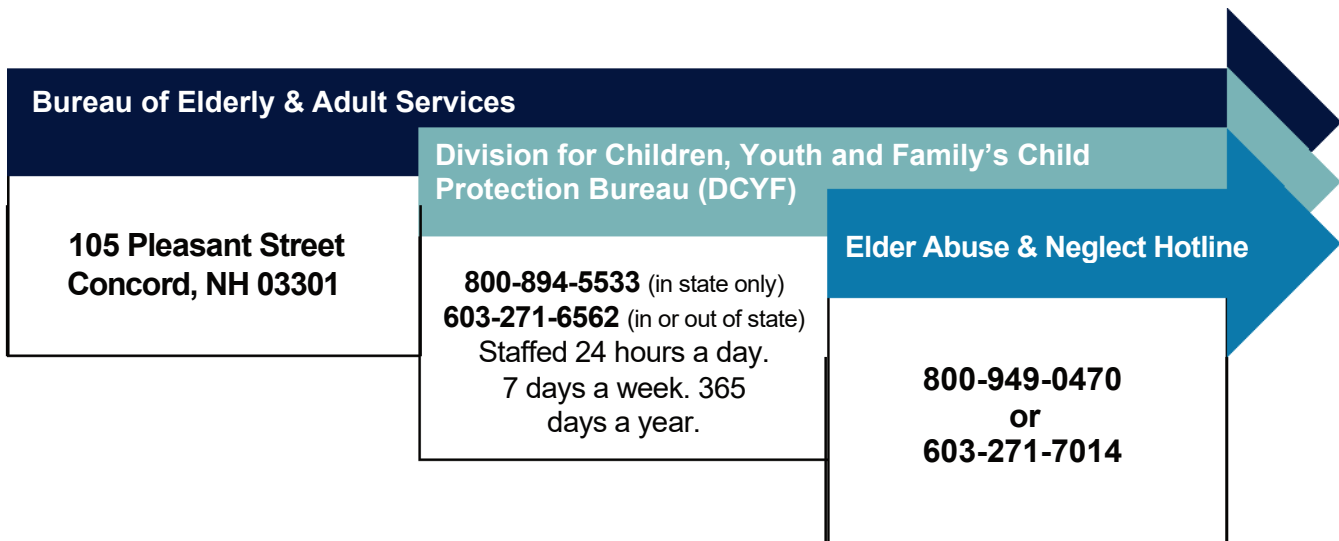 Bureau of Elderly & Adult Services
105 Pleasant Street
Concord, NH 03301
Division for Children, Youth and Family’s Child
Protection Bureau (DCYF)
800-894-5533 (in state only)
603-271-6562 (in or out of state)
Staffed 24 hours a day.
7 days a week. 365
days a year.
Elder Abuse & Neglect Hotline
800-949-0470
or
603-271-7014